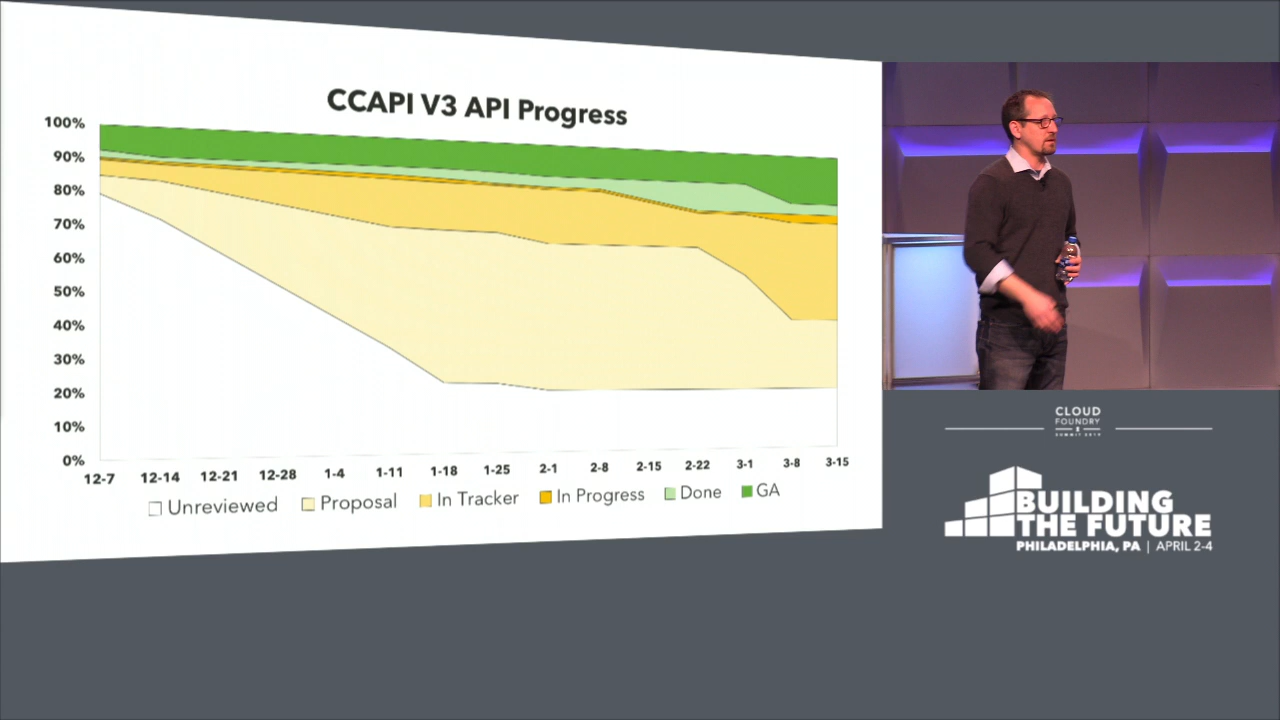 CCAPI V3 API Progress
100%
90%
80%
70%
60%
50%
40%
30%
20%
10%
0%
12-7 12-14 12-21 12-28 1-4 1-11 1-18 1-25 2-1 2-8 2-15 2-22 3-1 3-8 3-15
Unreviewed Proposal In Tracker In Progress Done GA
CLOUD
FOUNDRY
SUMMIT 2019
BUILDING
THE FUTURE
PHILADELPHIA, PA | APRIL 2-4